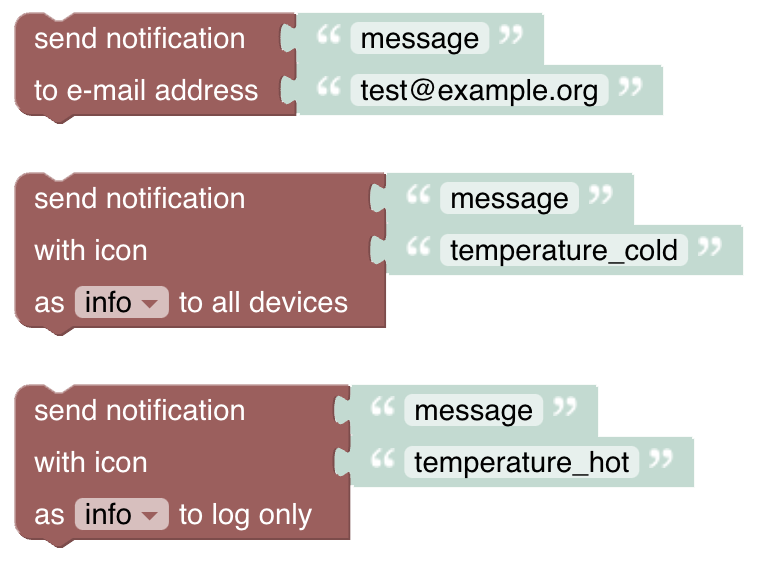 send notification “ message ”
to e-mail address “ test@example.org ”
send notification “ message ”
with icon “ temperature_cold ”
as info to all devices
send notification “ message ”
with icon “ temperature_hot ”
as info to log only